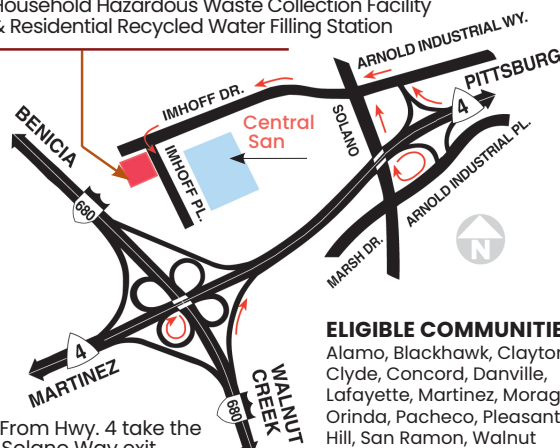 Household Hazardous Waste Collection Facility
& Residential Recycled Water Filling Station
ARNOLD INDUSTRIAL WY.
PITTSBURG
4
IMHOFF DR.
SOLANO
Central
San
BENICIA
IMHOFF PL.
ARNOLD INDUSTRIAL PL.
680
MARSH DR.
N
4
MARTINEZ
680
WALNUT
CREEK
ELIGIBLE COMMUNITIE
Alamo, Blackhawk, Clayton
Clyde, Concord, Danville,
Lafayette, Martinez, Morag
Orinda, Pacheco, Pleasant
Hill, San Ramon, Walnut
From Hwy. 4 take the
Solano Way exit